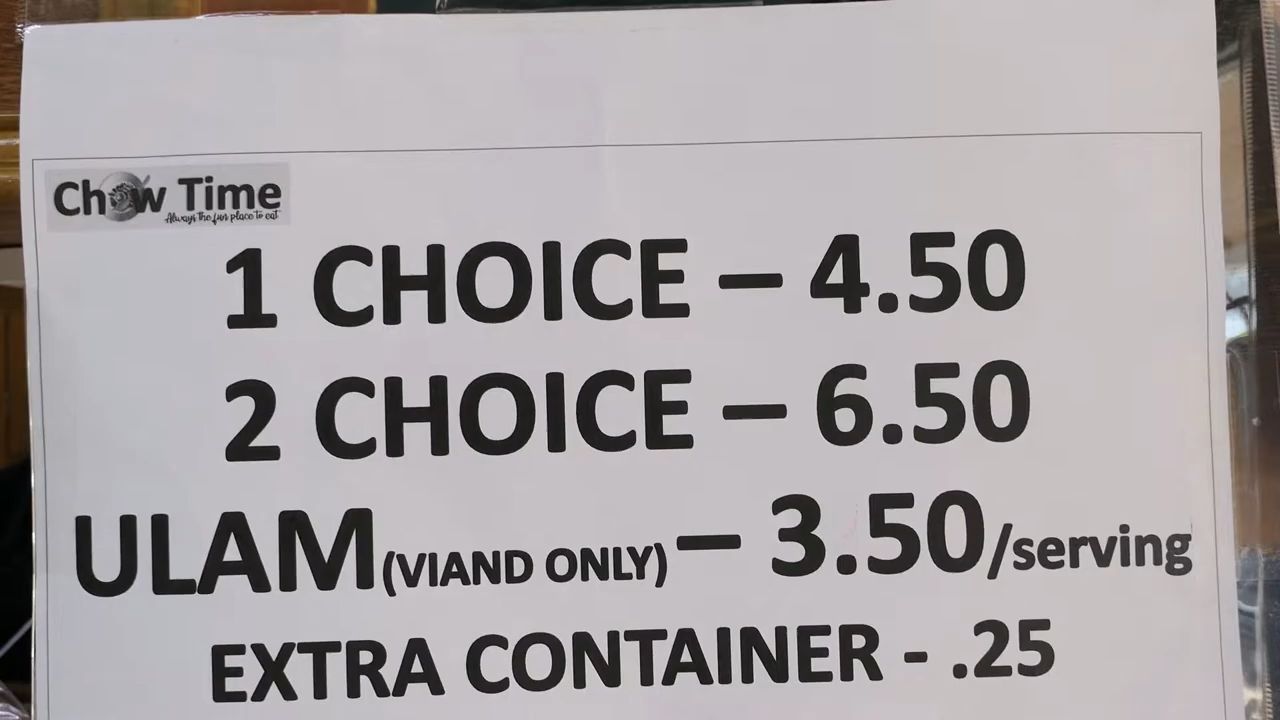 Chow Time
Always the fun place to eat
1 CHOICE – 4.50
2 CHOICE – 6.50
ULAM (VIAND ONLY) – 3.50/serving
EXTRA CONTAINER - .25